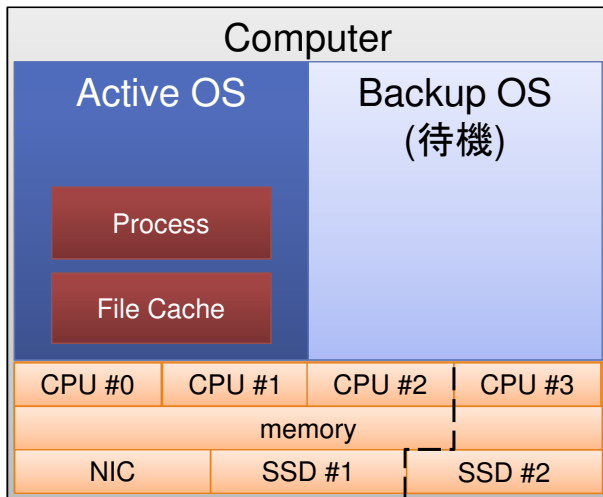 Computer
Active OS
Backup OS
(待機)
Process
File Cache
CPU #0
CPU #1
CPU #2
CPU #3
memory
NIC
SSD #1
SSD #2